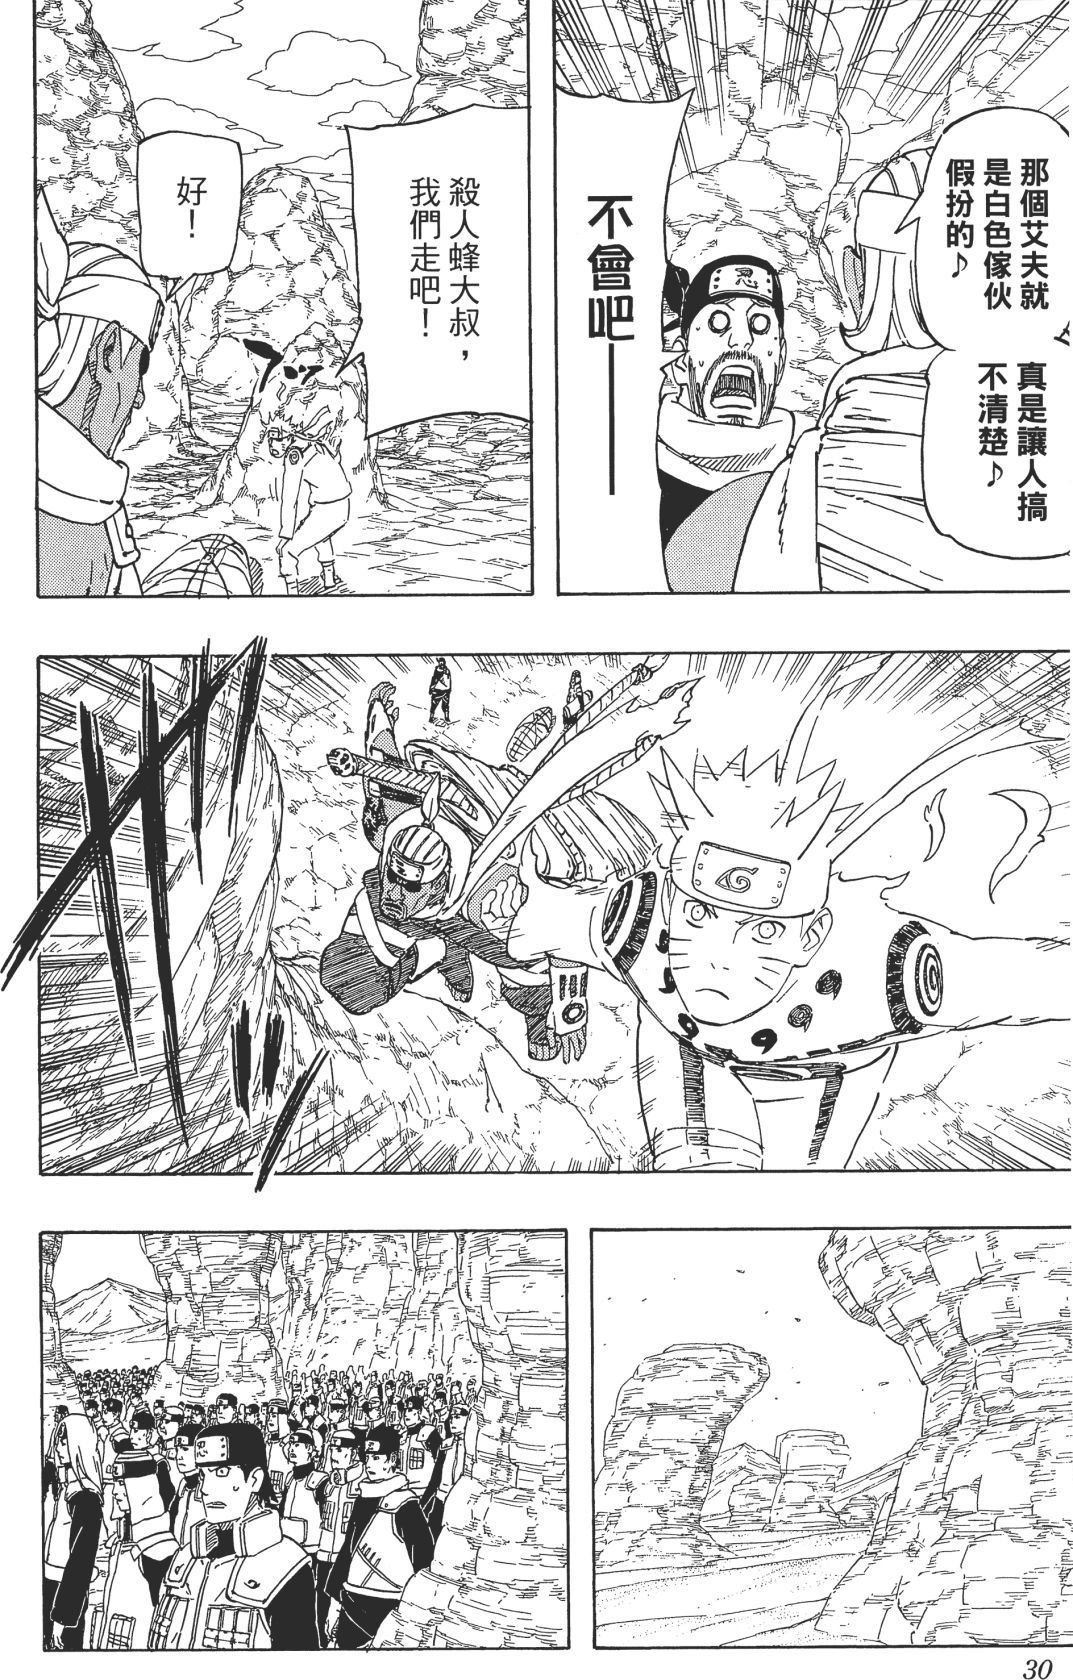 那個艾夫就
是白色傢伙
假扮的♪
真是讓人搞
不清楚♪
不會吧——
殺人蜂大叔，
我們走吧！
好！
忍
30